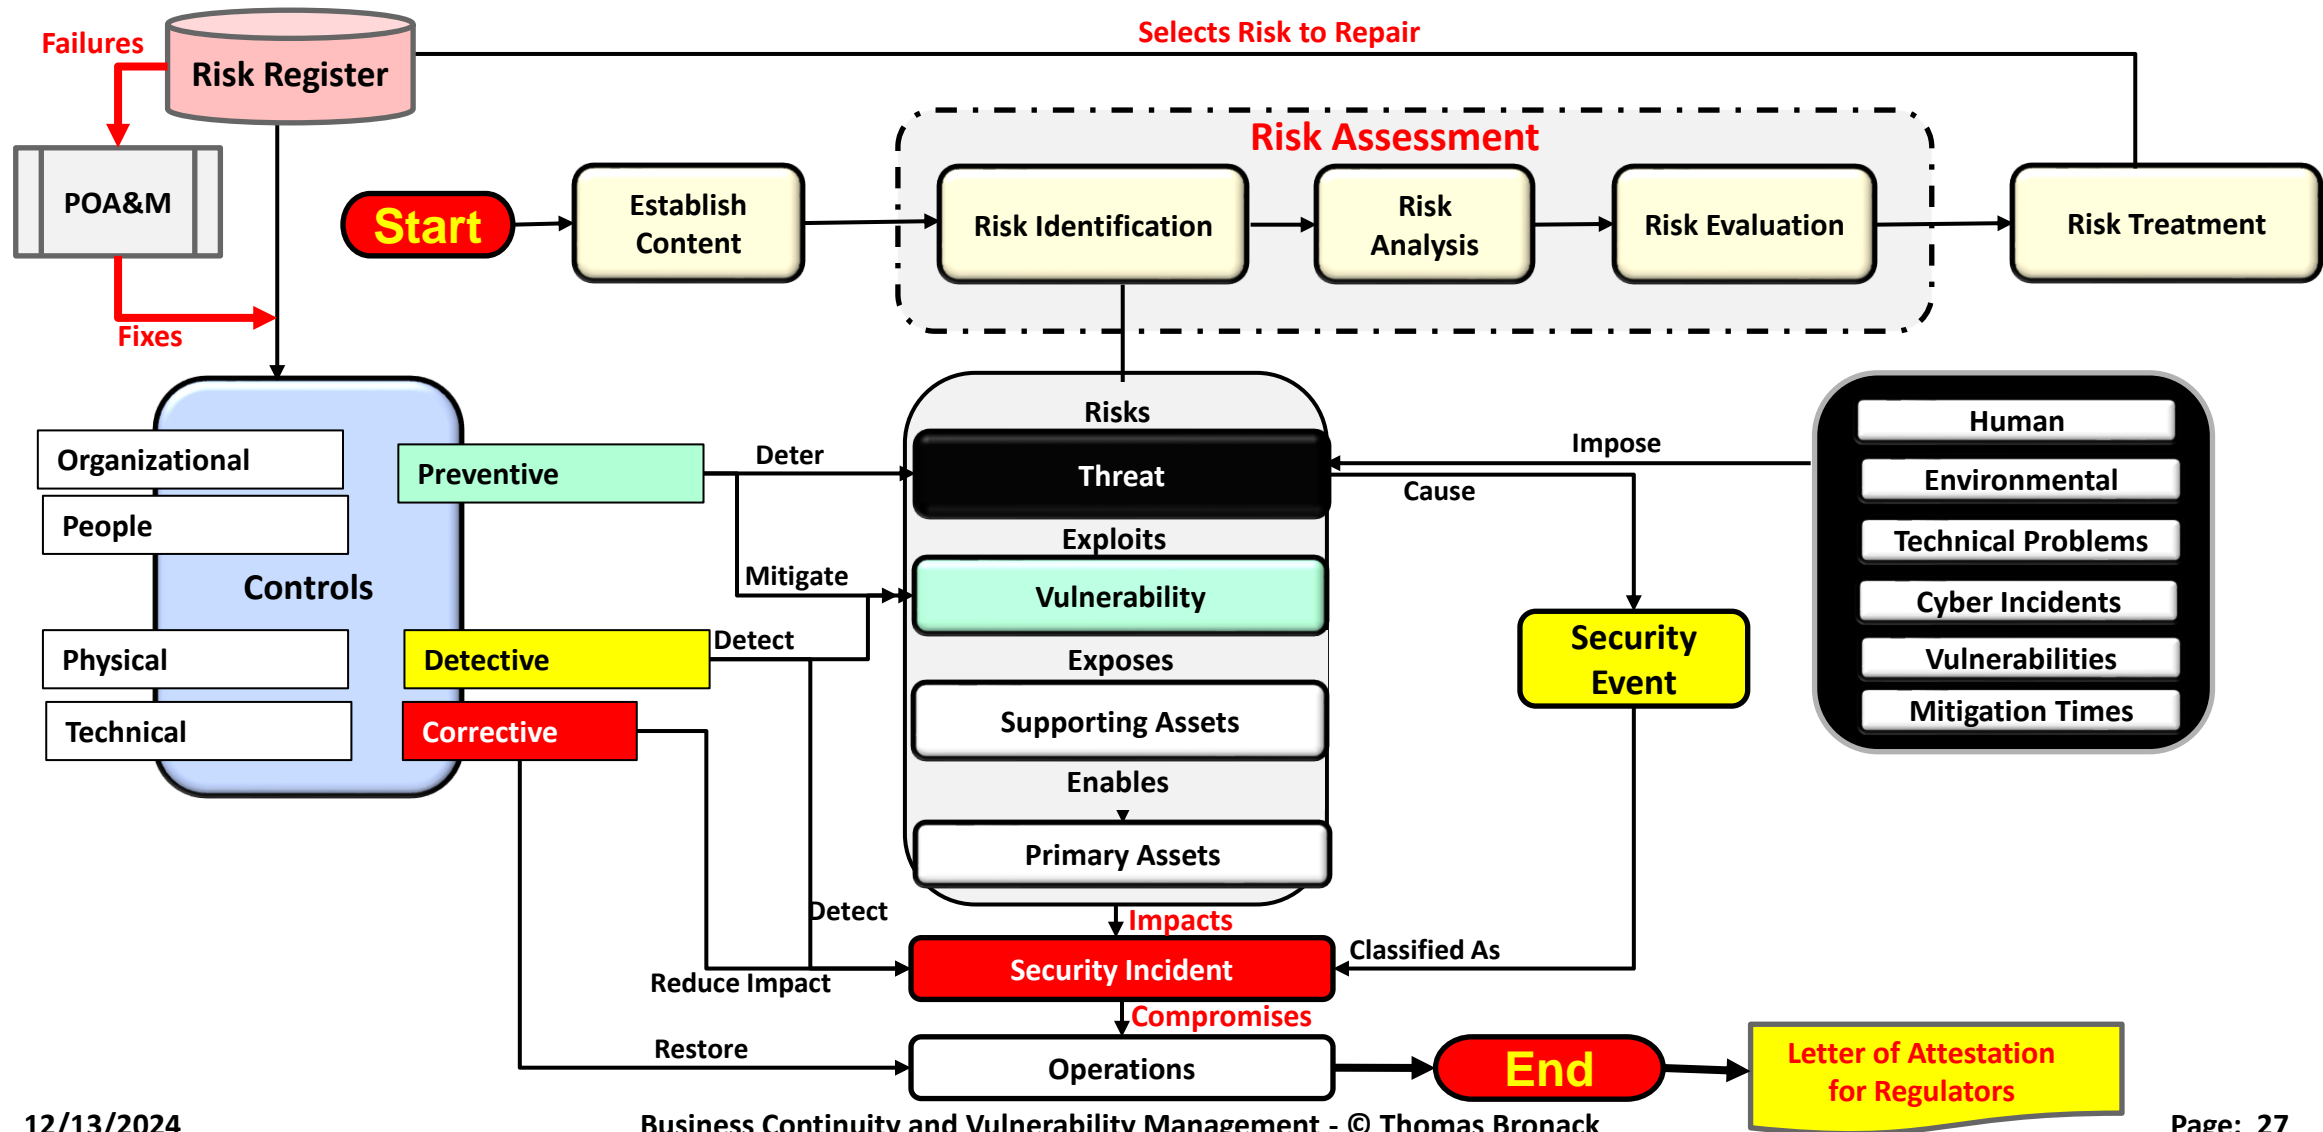 Failures
Risk Register
Selects Risk to Repair
POA&M
Fixes
Risk Assessment
Start
Establish
Content
Risk Identification
Risk
Analysis
Risk Evaluation
Risk Treatment
Controls
Organizational
People
Physical
Technical
Preventive
Detective
Corrective
Deter
Mitigate
Detect
Detect
Reduce Impact
Restore
Risks
Threat
Exploits
Vulnerability
Exposes
Supporting Assets
Enables
Primary Assets
Impacts
Security Incident
Compromises
Operations
Impose
Cause
Security
Event
Classified As
Human
Environmental
Technical Problems
Cyber Incidents
Vulnerabilities
Mitigation Times
End
Letter of Attestation
for Regulators
12/13/2024
Business Continuity and Vulnerability Management - © Thomas Bronack
Page: 27